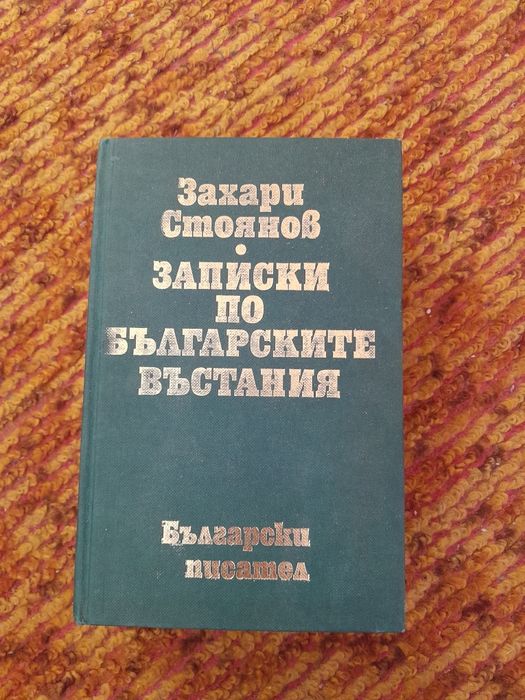 Захари
Стоянов
•
ЗАПИСКИ
ПО
БЪЛГАРСКИТЕ
ВЪСТАНИЯ
Български
писател